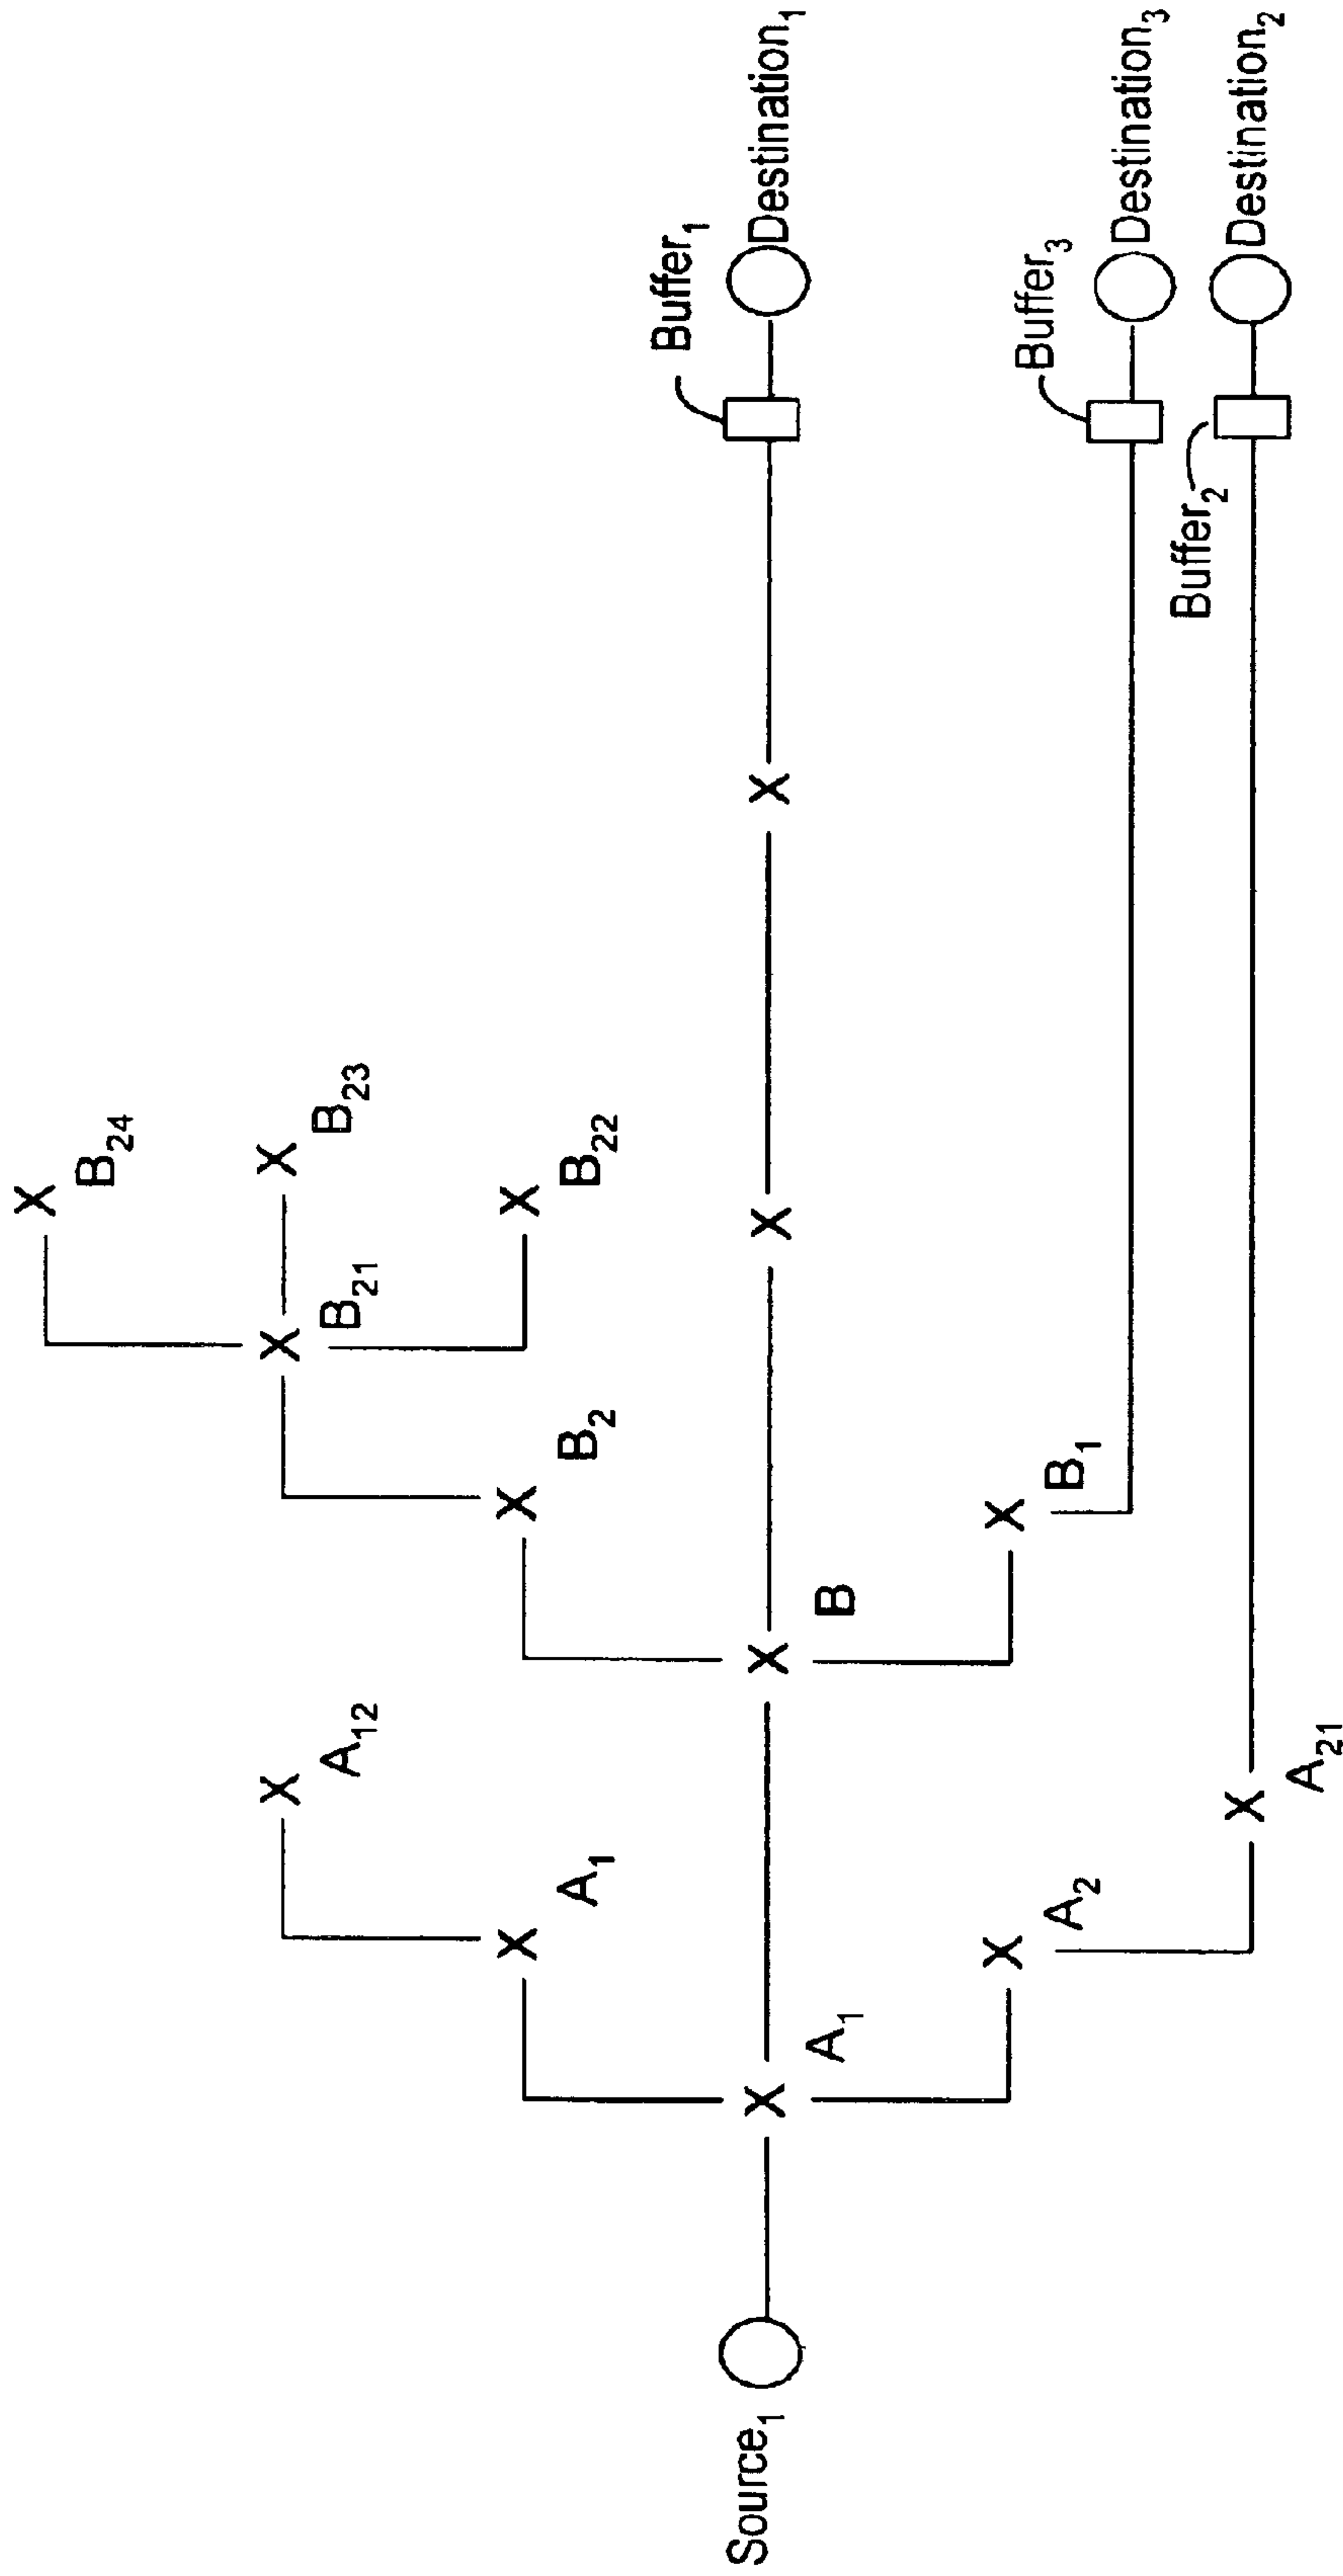 B₂₄
B₂₃
B₂₁
B₂₂
A₁₂
B₂
A₁
Buffer₁
Source₁
A₁
B
Destination₁
Buffer₃
A₂
B₁
Destination₃
Buffer₂
A₂₁
Destination₂